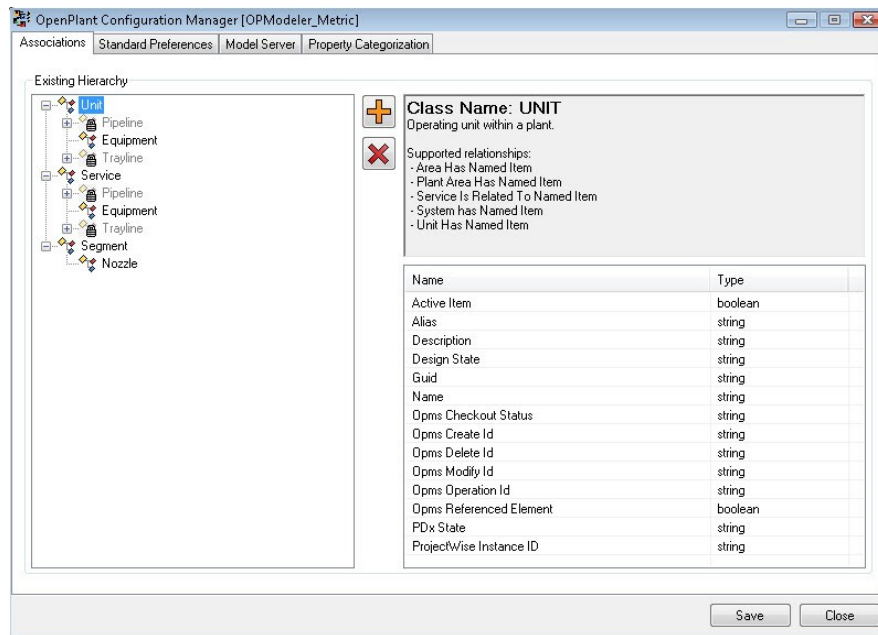 OpenPlant Configuration Manager [OPModeler_Metric]
Associations Standard Preferences Model Server Property Categorization
Existing Hierarchy
Unit
Pipeline
Equipment
Trayline
Service
Pipeline
Equipment
Trayline
Segment
Nozzle
Class Name: UNIT
Operating unit within a plant.
Supported relationships:
- Area Has Named Item
- Plant Area Has Named Item
- Service Is Related To Named Item
- System has Named Item
- Unit Has Named Item
Name Type
Active Item boolean
Alias string
Description string
Design State string
Guid string
Name string
Opms Checkout Status string
Opms Create Id string
Opms Delete Id string
Opms Modify Id string
Opms Operation Id string
Opms Referenced Element boolean
PDx State string
ProjectWise Instance ID string
Save Close